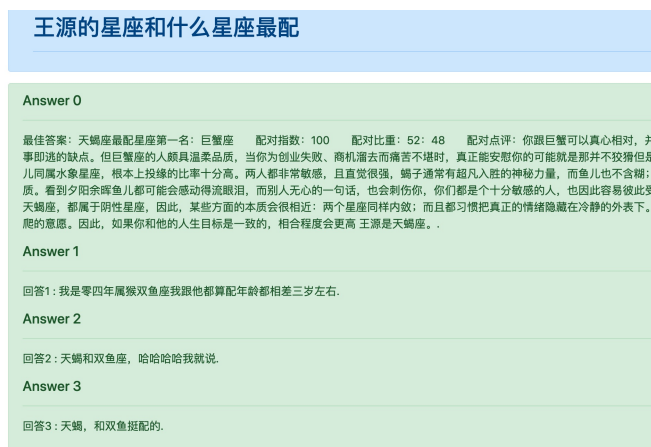 王源的星座和什么星座最配
Answer 0
最佳答案：天蝎座最配星座第一名：巨蟹座 配对指数：100 配对比重：52：48 配对点评：你跟巨蟹可以真心相对，并
事即逃的缺点。但巨蟹座的人颇具温柔品质，当你为创业失败、商机溜去而痛苦不堪时，真正能安慰你的可能就是那并不狡猾但是
儿同属水象星座，根本上投缘的比率十分高。两人都非常敏感，且直觉很强，蝎子通常有超凡入胜的神秘力量，而鱼儿也不含糊；
质。看到夕阳余晖鱼儿都可能会感动得流眼泪，而别人无心的一句话，也会刺伤你，你们都是个十分敏感的人，也因此容易彼此受
天蝎座，都属于阴性星座，因此，某些方面的本质会很相近：两个星座同样内敛；而且都习惯把真正的情绪隐藏在冷静的外表下。
爬的意愿。因此，如果你和他的人生目标是一致的，相合程度会更高 王源是天蝎座。.
Answer 1
回答1 : 我是零四年属猴双鱼座我跟他都算配年龄都相差三岁左右.
Answer 2
回答2 : 天蝎和双鱼座，哈哈哈哈我就说.
Answer 3
回答3 : 天蝎，和双鱼挺配的.